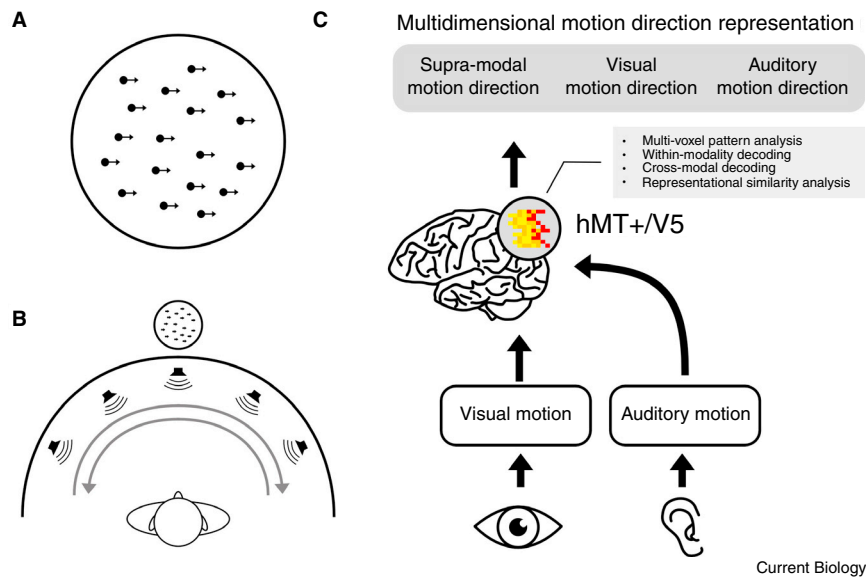 A
B
C
Multidimensional motion direction representation
Supra-modal motion direction
Visual motion direction
Auditory motion direction
• Multi-voxel pattern analysis
• Within-modality decoding
• Cross-modal decoding
• Representational similarity analysis
hMT+/V5
Visual motion
Auditory motion
Current Biology